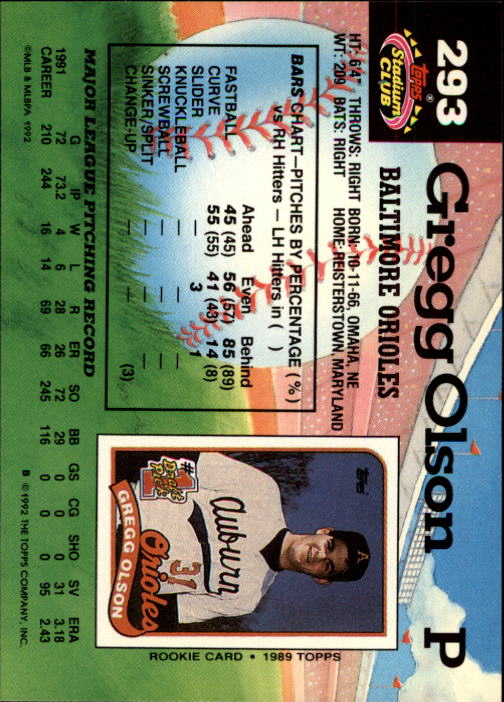 293
Gregg Olson P
Topps®
Stadium
CLUB
BALTIMORE ORIOLES
HT: 6'4" THROWS: RIGHT BORN: 10-11-66, OMAHA, NE
WT: 209 BATS: RIGHT HOME: REISTERSTOWN, MARYLAND
BARS CHART—PITCHES BY PERCENTAGE (%)
vs RH Hitters – LH Hitters in ( )
Ahead Even Behind
FASTBALL 45 (45) 56 (57) 85 (89)
CURVE 55 (55) 41 (43) 14 (8)
SLIDER — 3 1
KNUCKLEBALL — — —
SCREWBALL — — —
SINKER/SPLIT — — —
CHANGE-UP — — (3)
Topps
A
Auburn
31
#1
Draft Pick
Orioles
GREGG OLSON
ROOKIE CARD • 1989 TOPPS
MAJOR LEAGUE PITCHING RECORD
G IP W L R ER SO BB GS CG SHO SV ERA
1991 72 73.2 4 6 28 26 72 29 0 0 0 31 3.18
CAREER 210 244 16 14 69 66 245 116 0 0 0 95 2.43
©MLB & MLBPA 1992
B © 1992 THE TOPPS COMPANY, INC.